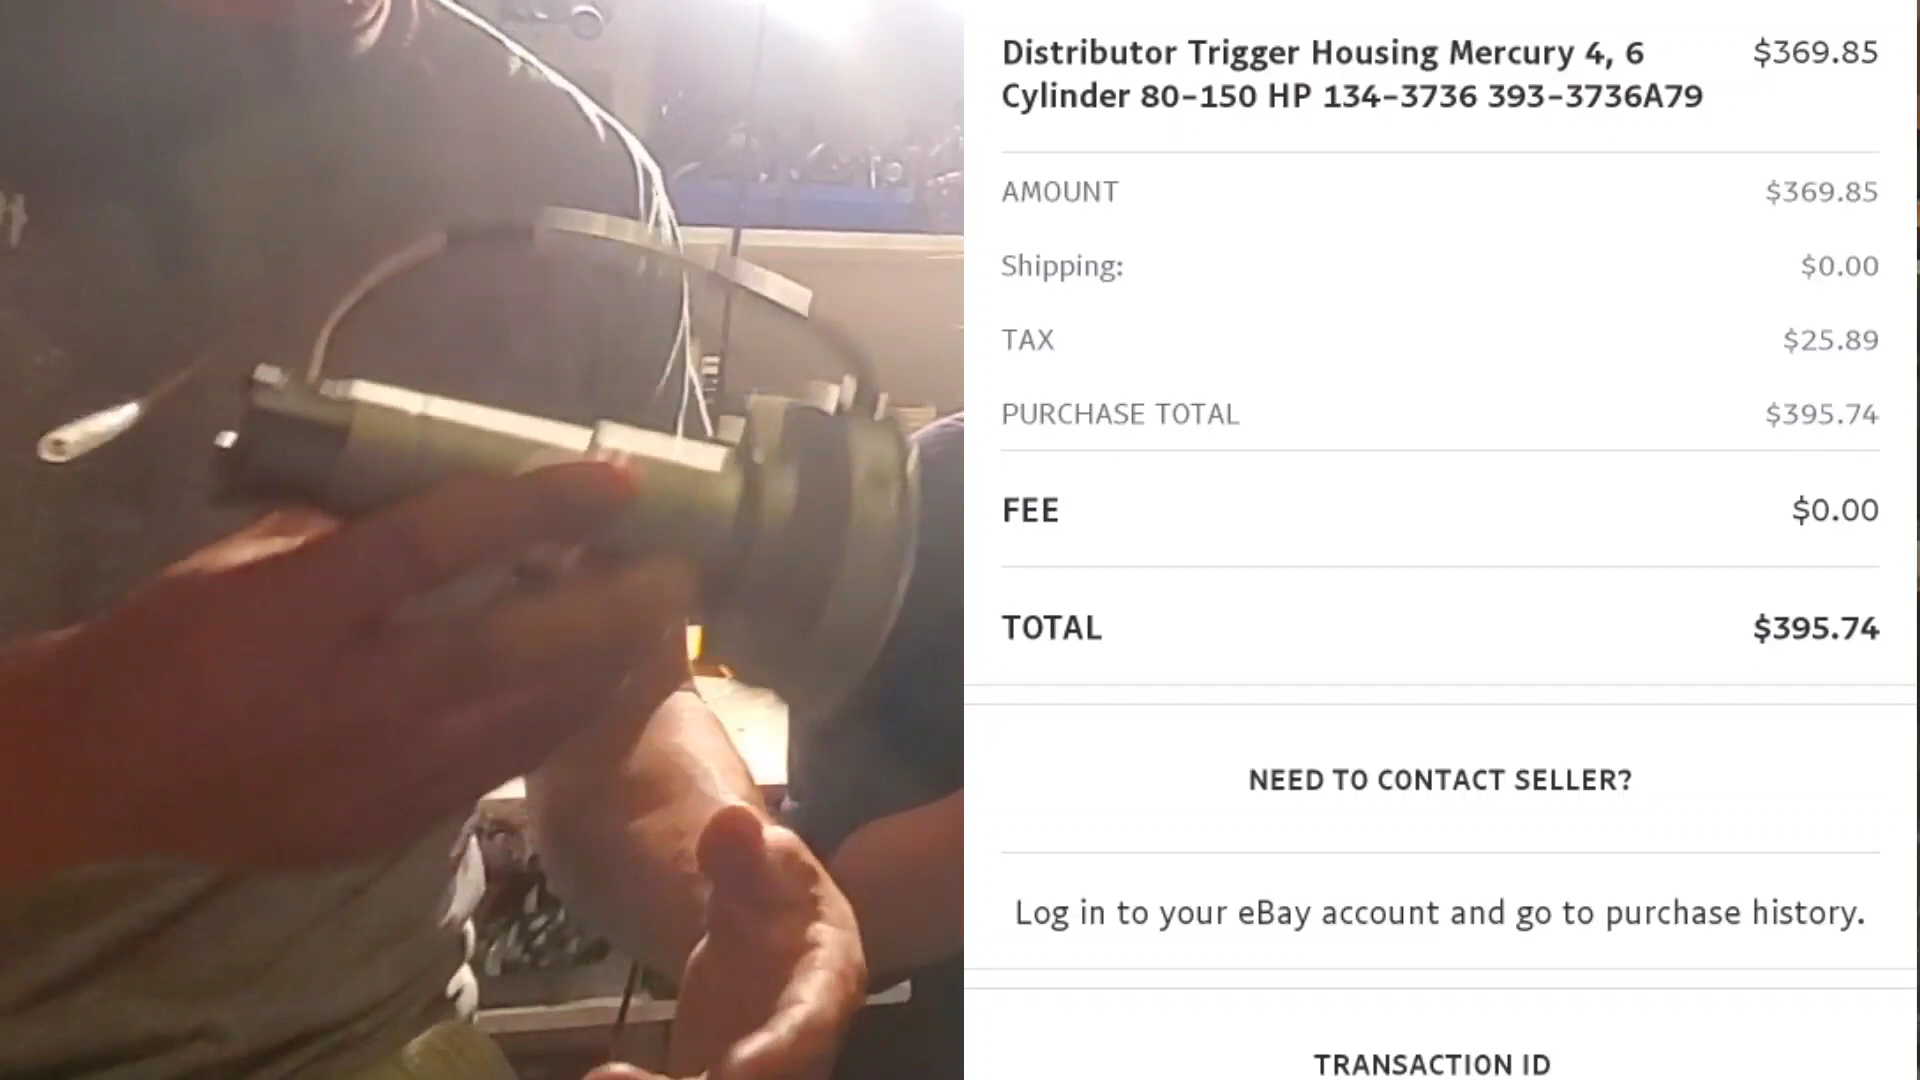 Distributor Trigger Housing Mercury 4, 6 $369.85
Cylinder 80-150 HP 134-3736 393-3736A79
AMOUNT $369.85
Shipping: $0.00
TAX $25.89
PURCHASE TOTAL $395.74
FEE $0.00
TOTAL $395.74
NEED TO CONTACT SELLER?
Log in to your eBay account and go to purchase history.
TRANSACTION ID